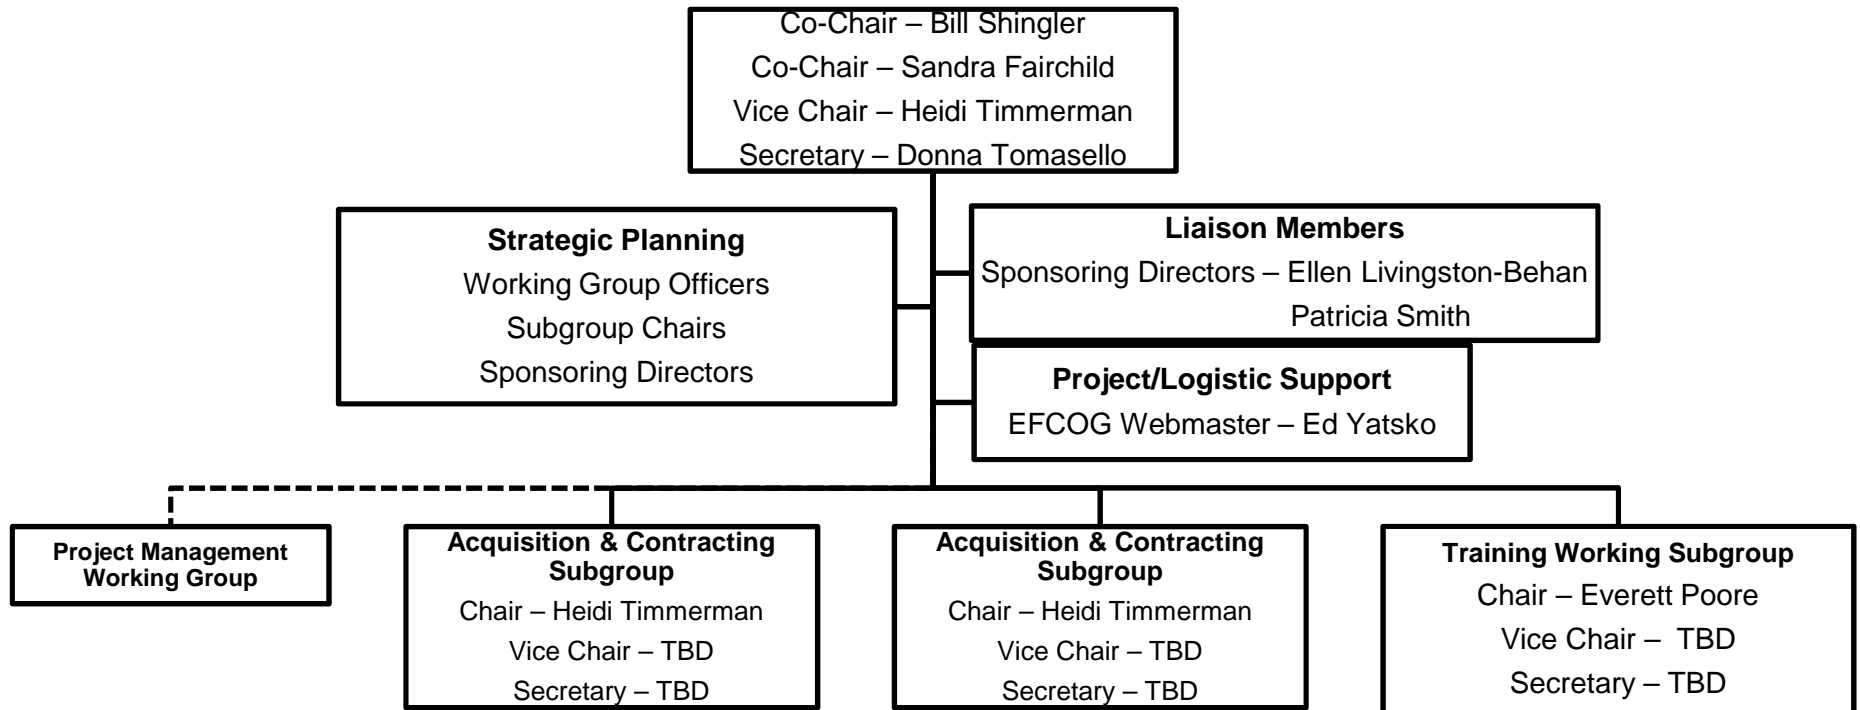 Co-Chair – Bill Shingler
Co-Chair – Sandra Fairchild
Vice Chair – Heidi Timmerman
Secretary – Donna Tomasello
Strategic Planning
Working Group Officers
Subgroup Chairs
Sponsoring Directors
Liaison Members
Sponsoring Directors – Ellen Livingston-Behan
Patricia Smith
Project/Logistic Support
EFCOG Webmaster – Ed Yatsko
Project Management
Working Group
Acquisition & Contracting
Subgroup
Chair – Heidi Timmerman
Vice Chair – TBD
Secretary – TBD
Acquisition & Contracting
Subgroup
Chair – Heidi Timmerman
Vice Chair – TBD
Secretary – TBD
Training Working Subgroup
Chair – Everett Poore
Vice Chair – TBD
Secretary – TBD